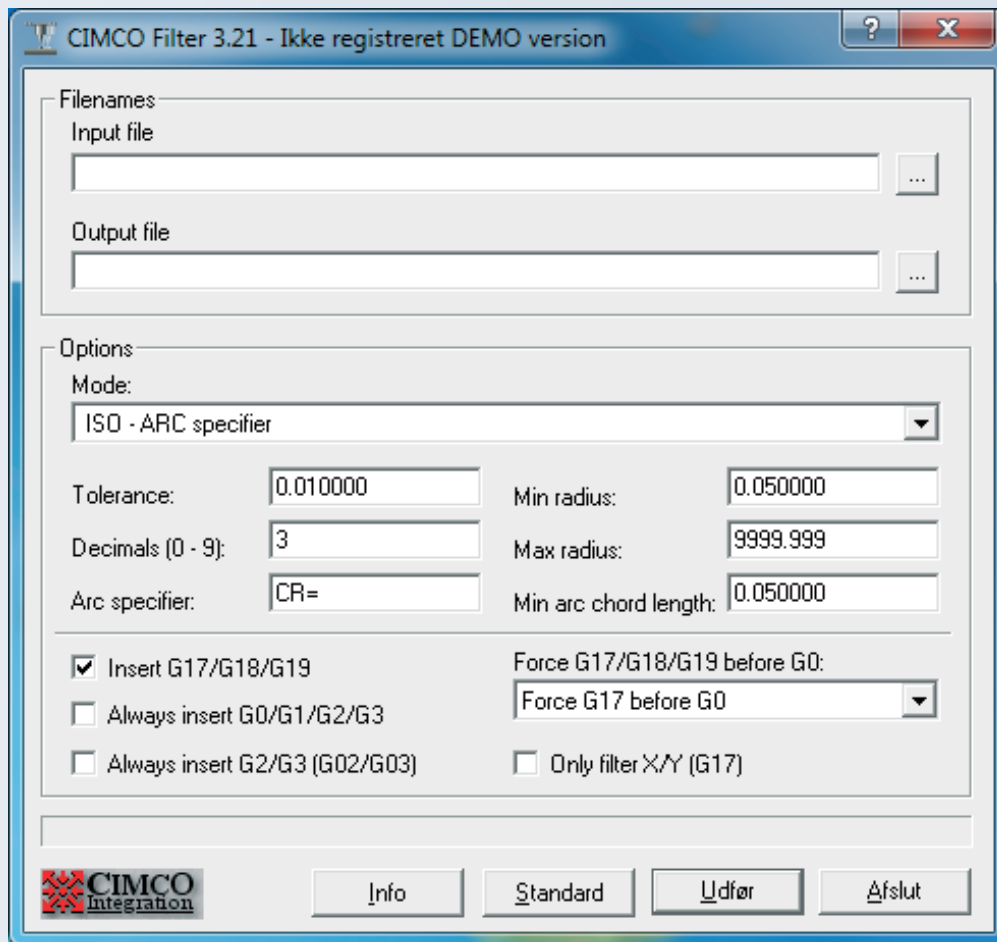 CIMCO Filter 3.21 - Ikke registreret DEMO version
?
X
Filenames
Input file
...
Output file
...
Options
Mode:
ISO - ARC specifier
Tolerance: 0.010000 Min radius: 0.050000
Decimals (0 - 9): 3 Max radius: 9999.999
Arc specifier: CR= Min arc chord length: 0.050000
Insert G17/G18/G19 Force G17/G18/G19 before G0:
Always insert G0/G1/G2/G3 Force G17 before G0
Always insert G2/G3 (G02/G03) Only filter X/Y (G17)
CIMCO
Integration
Info Standard Udfør Afslut